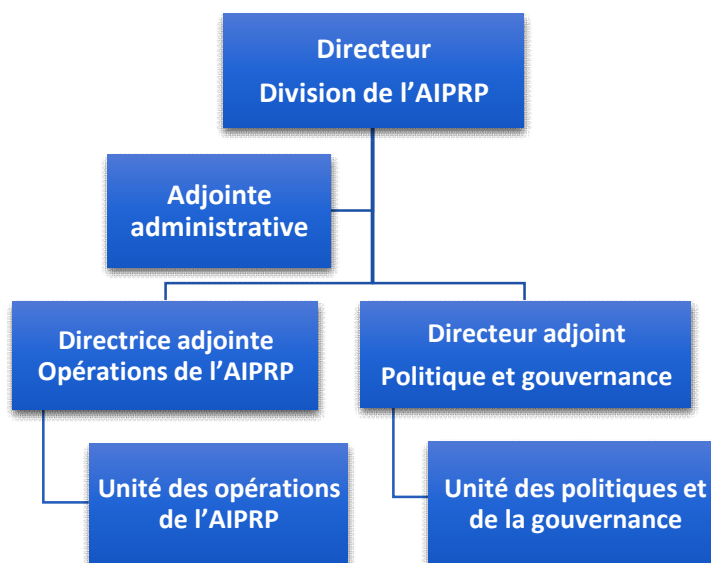 Directeur
Division de l’AIPRP
Adjointe
administrative
Directrice adjointe
Opérations de l’AIPRP
Directeur adjoint
Politique et gouvernance
Unité des opérations
de l’AIPRP
Unité des politiques et
de la gouvernance